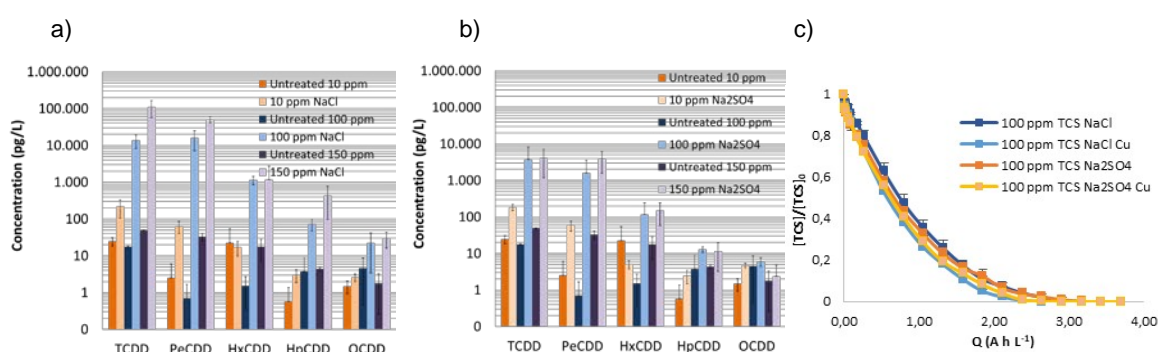 a)
Concentration (pg/L)
1.000.000
100.000
10.000
1.000
100
10
1
0
Untreated 10 ppm
10 ppm NaCl
Untreated 100 ppm
100 ppm NaCl
Untreated 150 ppm
150 ppm NaCl
TCDD PeCDD HxCDD HpCDD OCDD
b)
Concentration (pg/L)
1.000.000
100.000
10.000
1.000
100
10
1
0
Untreated 10 ppm
10 ppm Na2SO4
Untreated 100 ppm
100 ppm Na2SO4
Untreated 150 ppm
150 ppm Na2SO4
TCDD PeCDD HxCDD HpCDD OCDD
c)
[TCS]/[TCS]₀
1
0,8
0,6
0,4
0,2
0
100 ppm TCS NaCl
100 ppm TCS NaCl Cu
100 ppm TCS Na2SO4
100 ppm TCS Na2SO4 Cu
0,00 1,00 2,00 3,00 4,00
Q (A h L⁻¹)